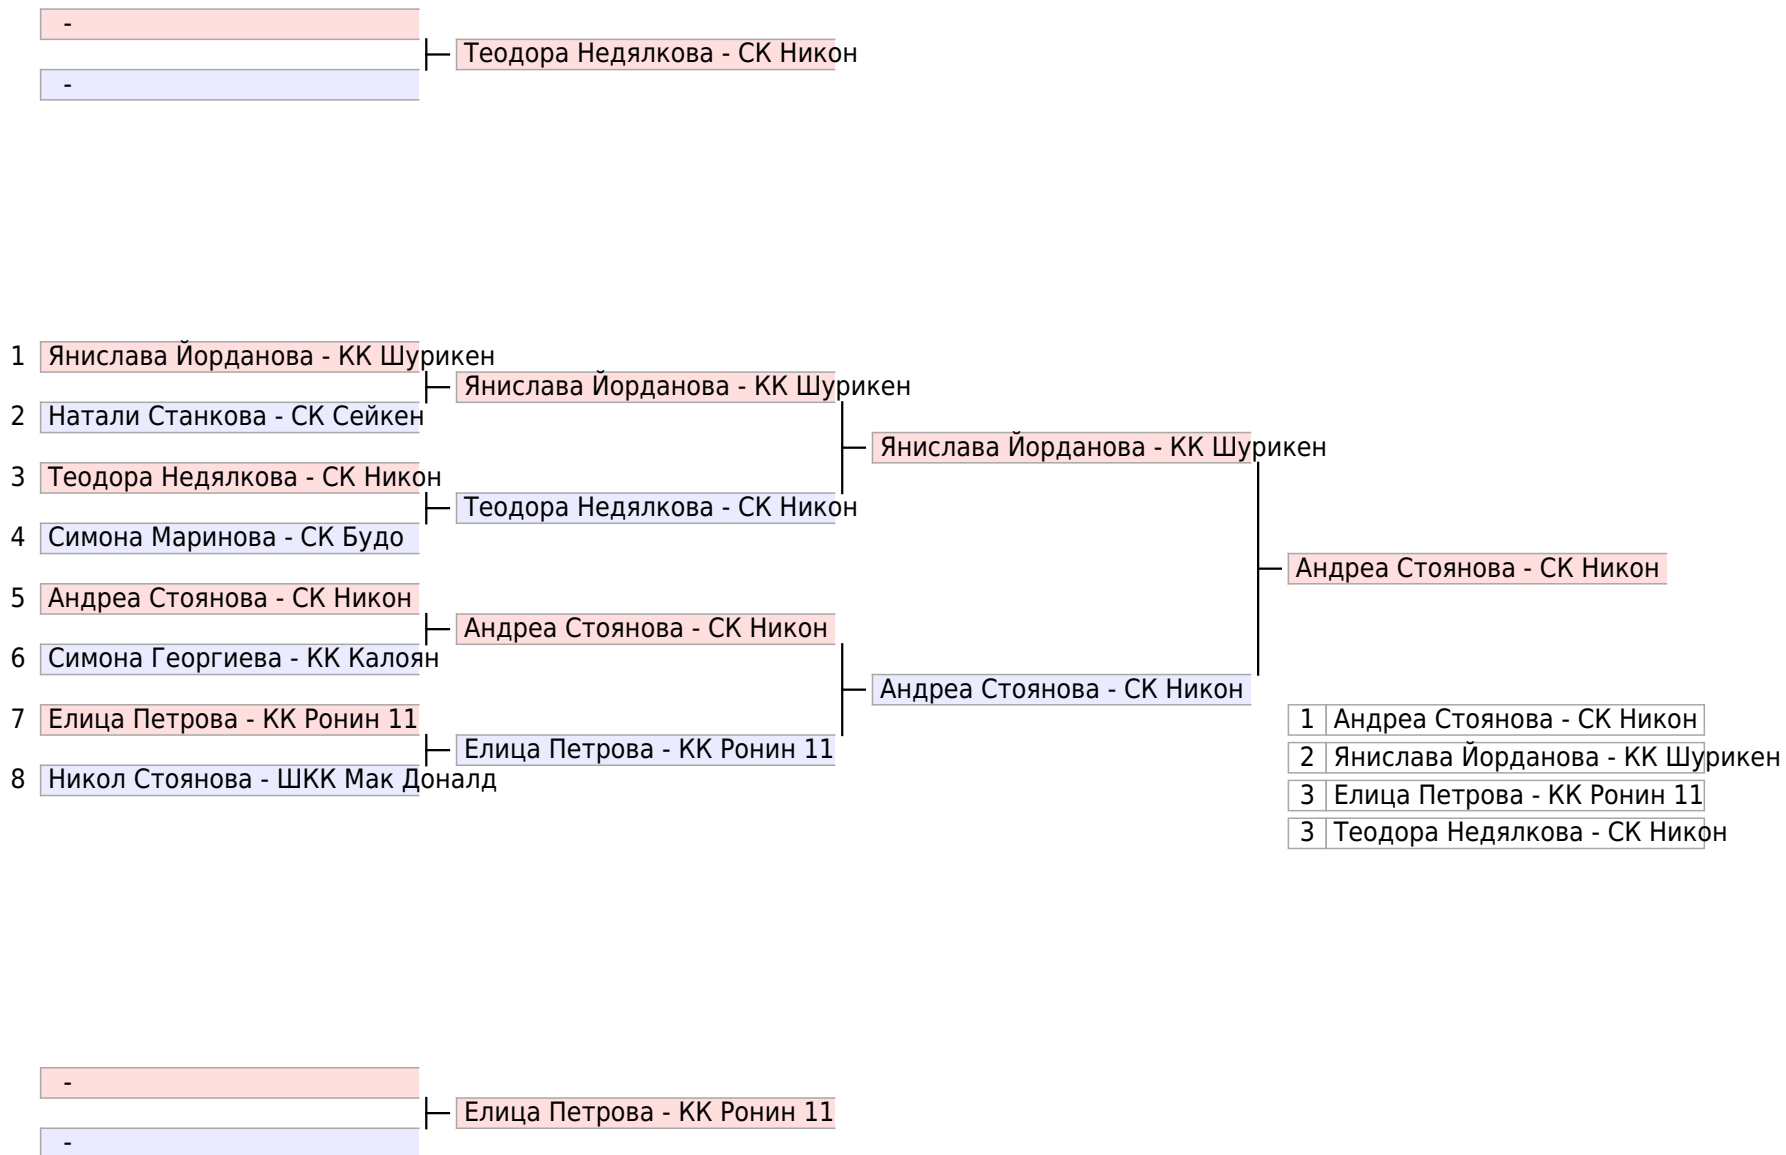 -
Теодора Недялкова - СК Никон
-
1 Янислава Йорданова - КК Шурикен
Янислава Йорданова - КК Шурикен
2 Натали Станкова - СК Сейкен
Янислава Йорданова - КК Шурикен
3 Теодора Недялкова - СК Никон
Теодора Недялкова - СК Никон
4 Симона Маринова - СК Будо
Андреа Стоянова - СК Никон
5 Андреа Стоянова - СК Никон
Андреа Стоянова - СК Никон
6 Симона Георгиева - КК Калоян
Андреа Стоянова - СК Никон
7 Елица Петрова - КК Ронин 11
Елица Петрова - КК Ронин 11
8 Никол Стоянова - ШКК Мак Доналд
1 Андреа Стоянова - СК Никон
2 Янислава Йорданова - КК Шурикен
3 Елица Петрова - КК Ронин 11
3 Теодора Недялкова - СК Никон
-
Елица Петрова - КК Ронин 11
-